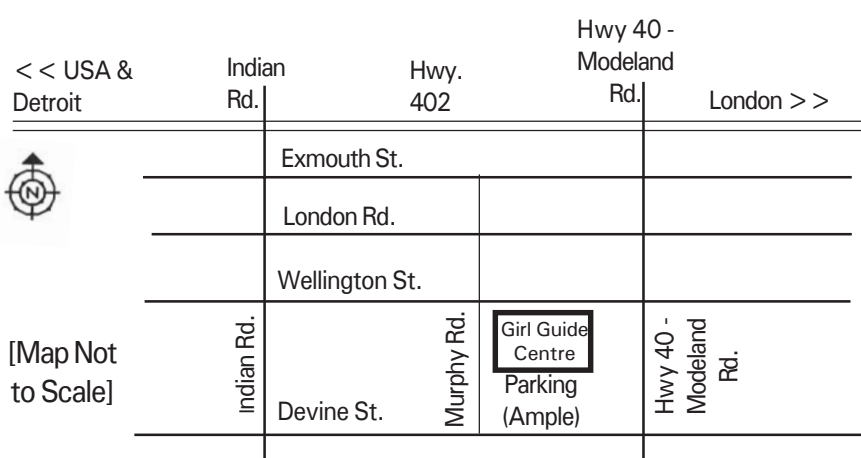 Hwy 40 -
Modeland
Rd.
<< USA &
Detroit
Indian
Rd.
Hwy.
402
London >>
N
Exmouth St.
London Rd.
Wellington St.
[Map Not
to Scale]
Indian Rd.
Devine St.
Murphy Rd.
Girl Guide
Centre
Parking
(Ample)
Hwy 40 -
Modeland
Rd.